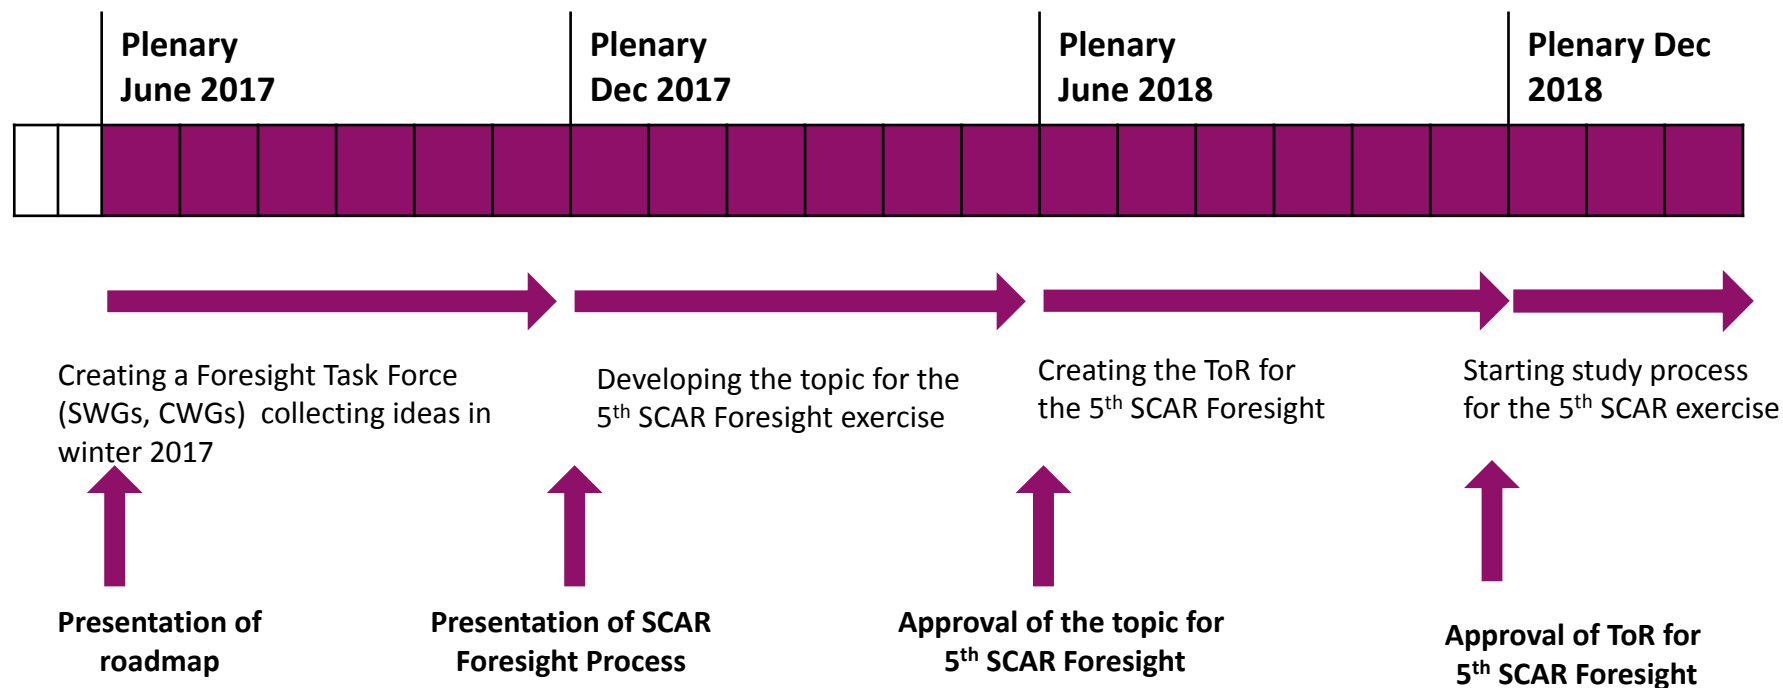 Plenary
June 2017
Plenary
Dec 2017
Plenary
June 2018
Plenary Dec
2018
Creating a Foresight Task Force
(SWGs, CWGs)  collecting ideas in
winter 2017
Developing the topic for the
5th SCAR Foresight exercise
Creating the ToR for
the 5th SCAR Foresight
Starting study process
for the 5th SCAR exercise
Presentation of
roadmap
Presentation of SCAR
Foresight Process
Approval of the topic for
5th SCAR Foresight
Approval of ToR for
5th SCAR Foresight